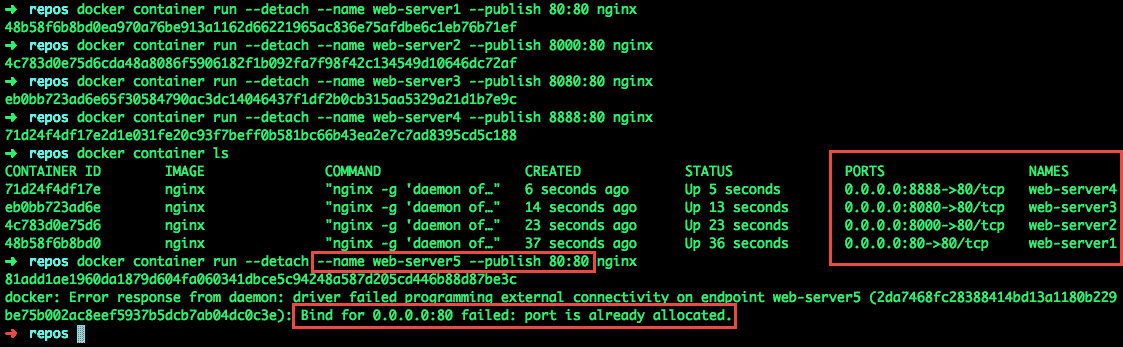 ➜ repos docker container run --detach --name web-server1 --publish 80:80 nginx
48b58f6b8bd0ea970a76be913a1162d66221965ac836e75afdbe6c1eb76b71ef
➜ repos docker container run --detach --name web-server2 --publish 8000:80 nginx
4c783d0e75d6cda48a8086f5906182f1b092fa7f98f42c134549d10646dc72af
➜ repos docker container run --detach --name web-server3 --publish 8080:80 nginx
eb0bb723ad6e65f30584790ac3dc14046437f1df2b0cb315aa5329a21d1b7e9c
➜ repos docker container run --detach --name web-server4 --publish 8888:80 nginx
71d24f4df17e2d1e031fe20c93f7beff0b581bc66b43ea2e7c7ad8395cd5c188
➜ repos docker container ls
CONTAINER ID IMAGE COMMAND CREATED STATUS PORTS NAMES
71d24f4df17e nginx "nginx -g 'daemon of…" 6 seconds ago Up 5 seconds 0.0.0.0:8888->80/tcp web-server4
eb0bb723ad6e nginx "nginx -g 'daemon of…" 14 seconds ago Up 13 seconds 0.0.0.0:8080->80/tcp web-server3
4c783d0e75d6 nginx "nginx -g 'daemon of…" 23 seconds ago Up 23 seconds 0.0.0.0:8000->80/tcp web-server2
48b58f6b8bd0 nginx "nginx -g 'daemon of…" 37 seconds ago Up 36 seconds 0.0.0.0:80->80/tcp web-server1
➜ repos docker container run --detach --name web-server5 --publish 80:80 nginx
81add1ae1960da1879d604fa060341dbce5c94248a587d205cd446b88d87be3c
docker: Error response from daemon: driver failed programming external connectivity on endpoint web-server5 (2da7468fc28388414bd13a1180b229
be75b002ac8eef5937b5dcb7ab04dc0c3e): Bind for 0.0.0.0:80 failed: port is already allocated.
➜ repos